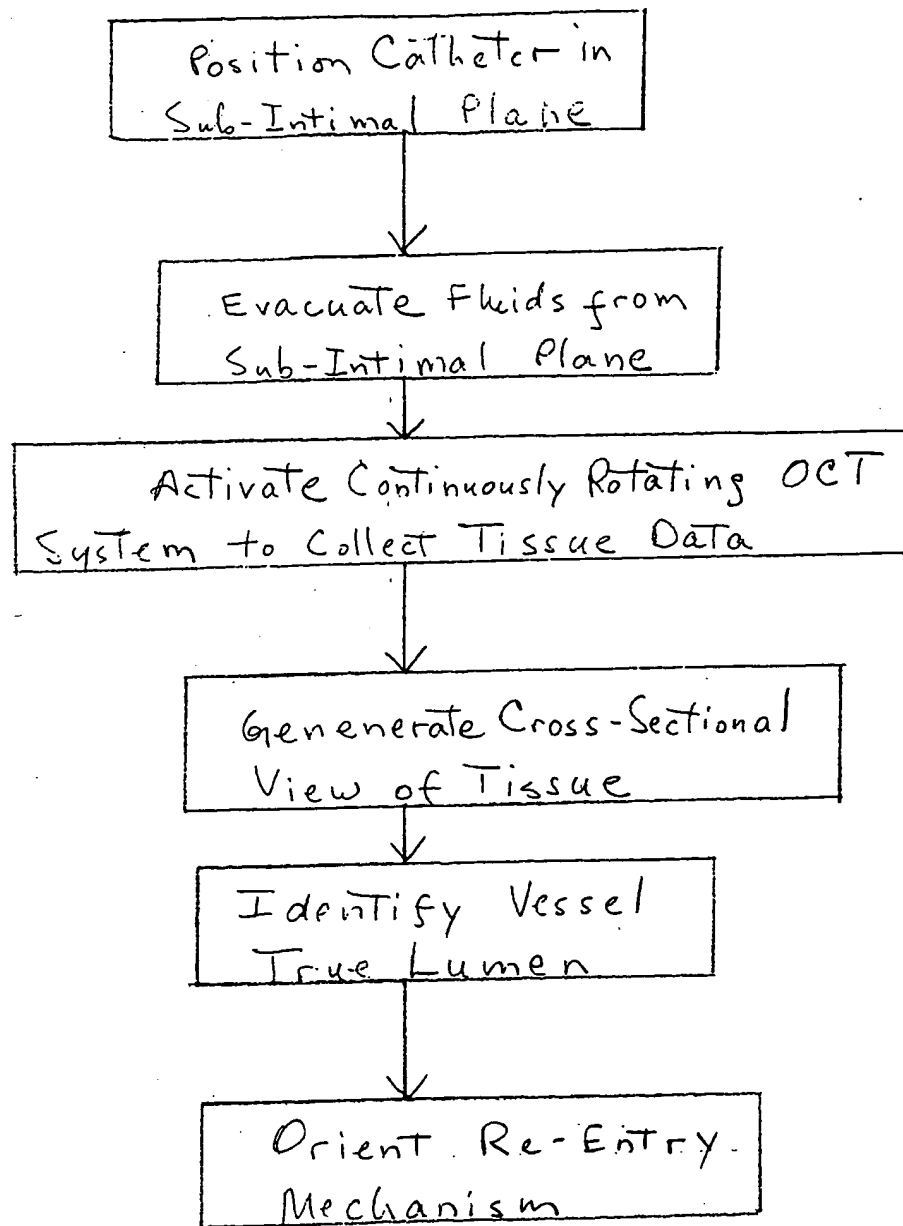 Position Catheter in
Sub-Intimal Plane
Evacuate Fluids from
Sub-Intimal Plane
Activate Continuously Rotating OCT
System to Collect Tissue Data
Genenerate Cross-Sectional
View of Tissue
Identify Vessel
True Lumen
Orient Re-Entry
Mechanism